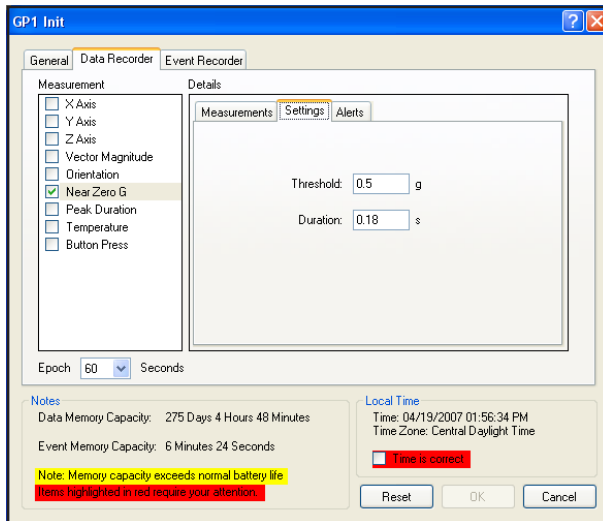 GP1 Init
General Data Recorder Event Recorder
Measurement
X Axis
Y Axis
Z Axis
Vector Magnitude
Orientation
Near Zero G
Peak Duration
Temperature
Button Press
Details
Measurements Settings Alerts
Threshold: 0.5 g
Duration: 0.18 s
Epoch 60 Seconds
Notes
Data Memory Capacity: 275 Days 4 Hours 48 Minutes
Event Memory Capacity: 6 Minutes 24 Seconds
Note: Memory capacity exceeds normal battery life
Items highlighted in red require your attention.
Local Time
Time: 04/19/2007 01:56:34 PM
Time Zone: Central Daylight Time
Time is correct
Reset OK Cancel